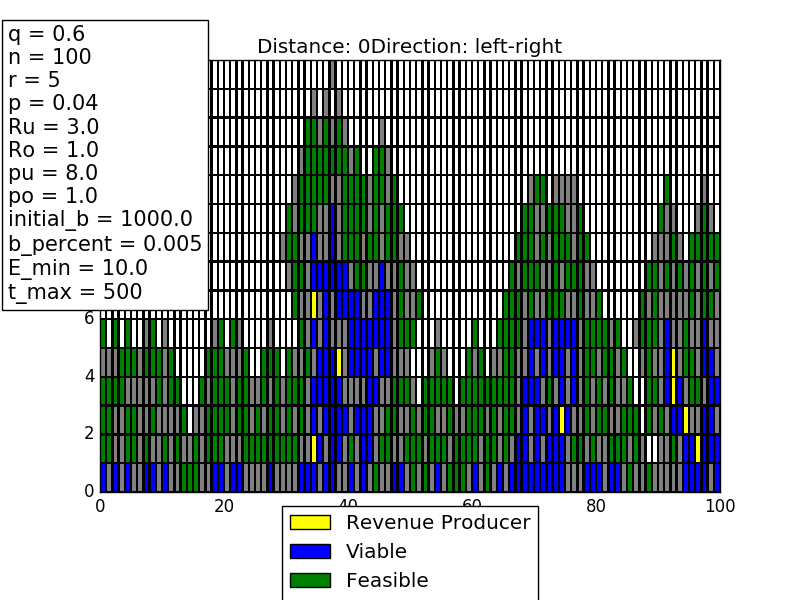 Distance: 0Direction: left-right
q = 0.6
n = 100
r = 5
p = 0.04
Ru = 3.0
Ro = 1.0
pu = 8.0
po = 1.0
initial_b = 1000.0
b_percent = 0.005
E_min = 10.0
t_max = 500
6
4
2
0
0 20 40 60 80 100
Revenue Producer
Viable
Feasible